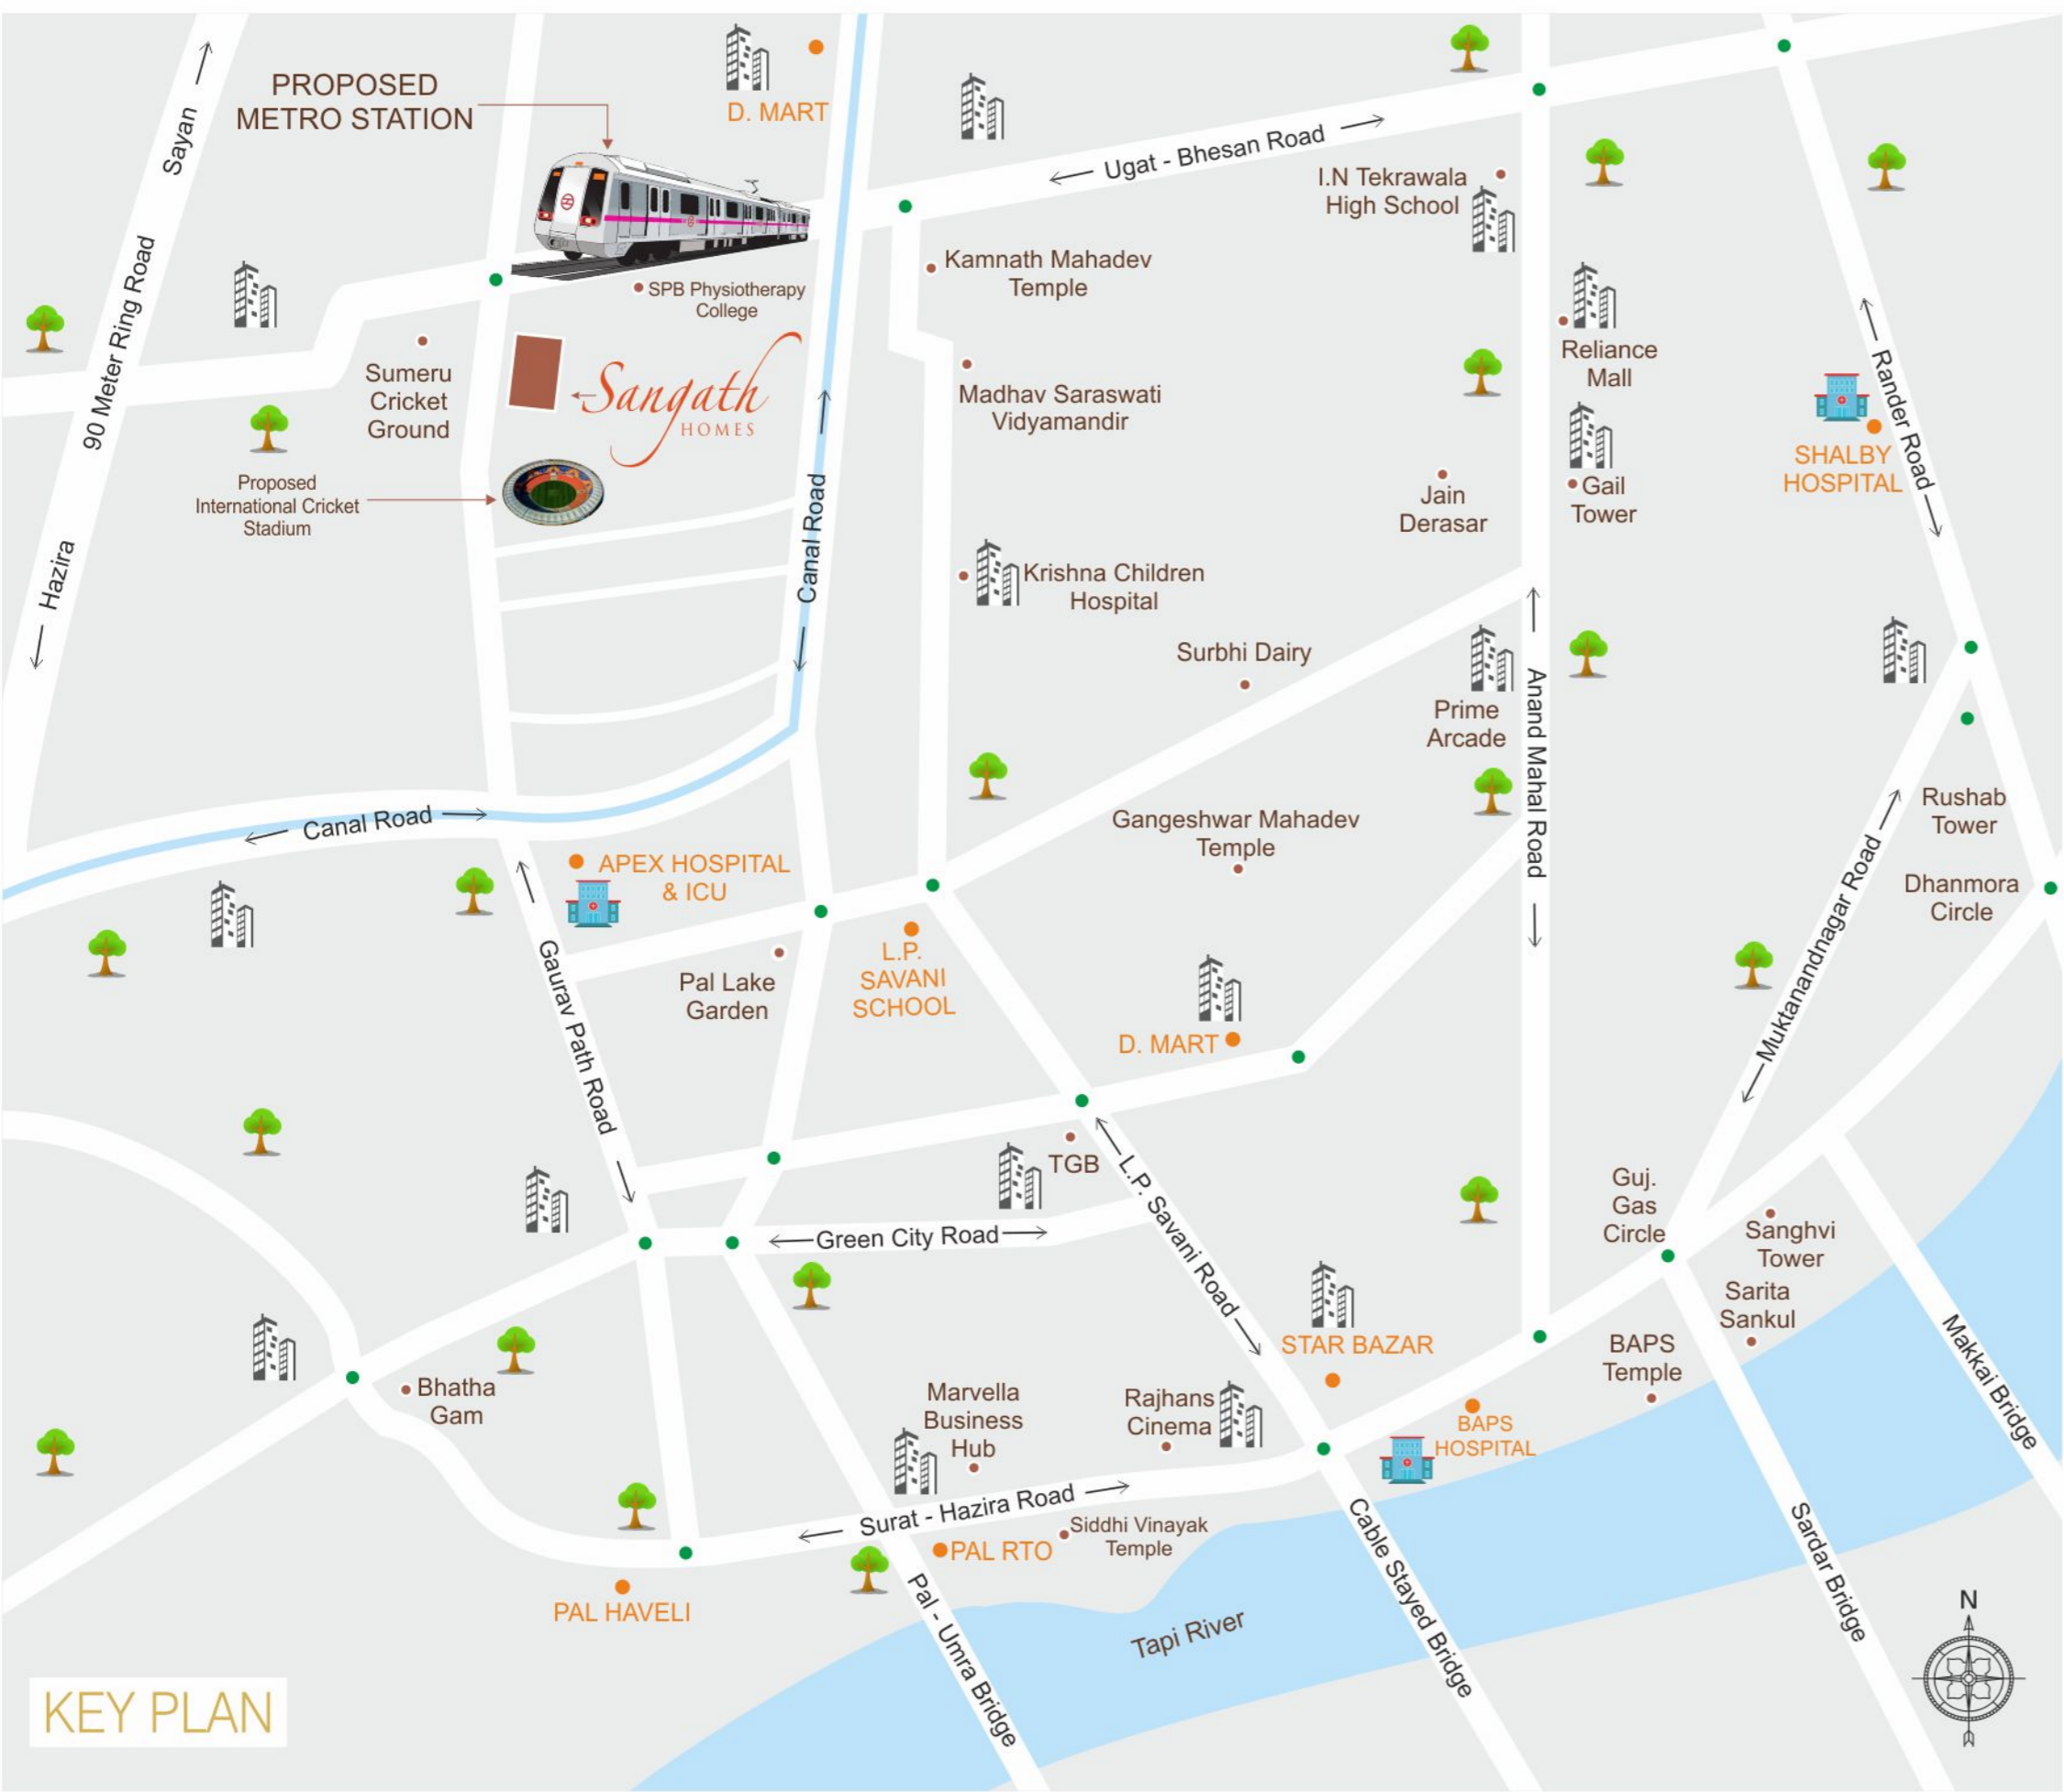 PROPOSED
METRO STATION
D. MART
Sayan
90 Meter Ring Road
Hazira
Ugat - Bhesan Road
I.N Tekrawala
High School
Kamnath Mahadev
Temple
SPB Physiotherapy
College
Sumeru
Cricket
Ground
Sangath
HOMES
Proposed
International Cricket
Stadium
Canal Road
Madhav Saraswati
Vidyamandir
Reliance
Mall
Rander Road
SHALBY
HOSPITAL
Jain
Derasar
Gail
Tower
Krishna Children
Hospital
Surbhi Dairy
Prime
Arcade
Anand Mahal Road
Canal Road
Gangeshwar Mahadev
Temple
Rushab
Tower
Dhanmora
Circle
Muktanandnagar Road
APEX HOSPITAL
& ICU
Gaurav Path Road
Pal Lake
Garden
L.P.
SAVANI
SCHOOL
D. MART
TGB
L.P. Savani Road
Green City Road
Guj.
Gas
Circle
Sanghvi
Tower
Sarita
Sankul
Makkai Bridge
STAR BAZAR
BAPS
Temple
Bhatha
Gam
Marvella
Business
Hub
Rajhans
Cinema
BAPS
HOSPITAL
Surat - Hazira Road
Siddhi Vinayak
Temple
PAL RTO
PAL HAVELI
Pal - Umra Bridge
Tapi River
Cable Stayed Bridge
Sardar Bridge
N
KEY PLAN